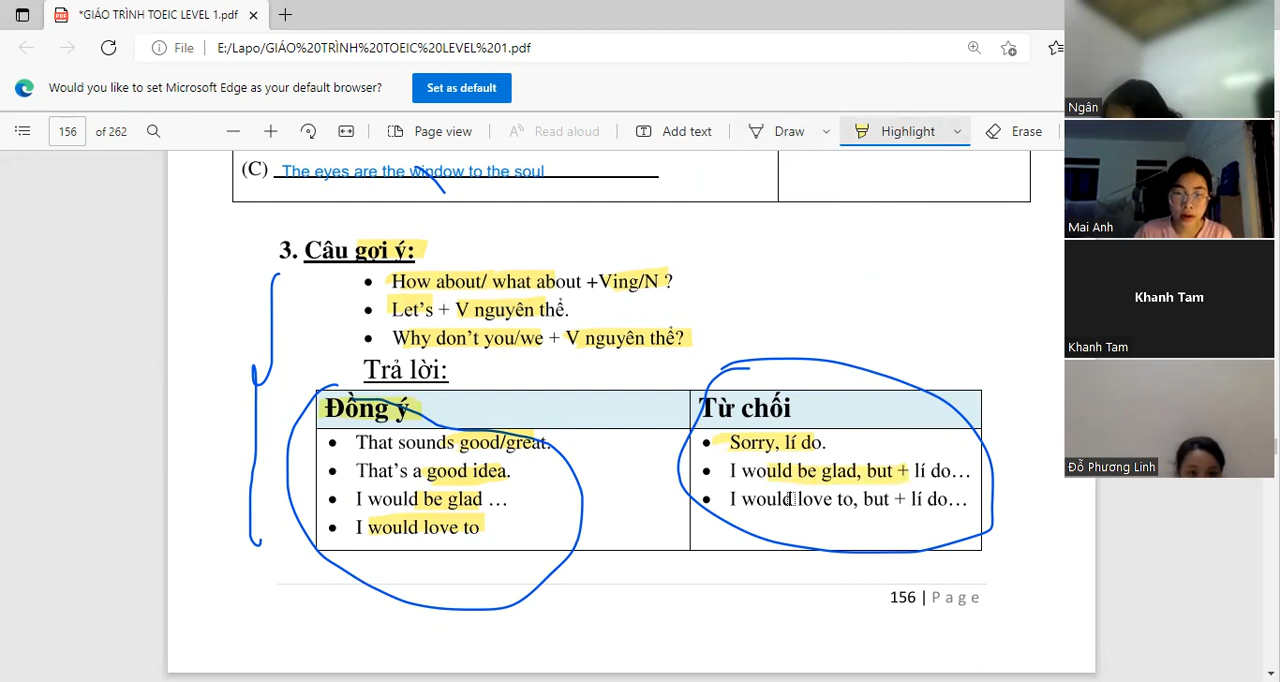 *GIÁO TRÌNH TOEIC LEVEL 1.pdf
File
E:/Lapo/GIÁO%20TRÌNH%20TOEIC%20LEVEL%201.pdf
Would you like to set Microsoft Edge as your default browser?
Set as default
156 of 262
Page view
Read aloud
Add text
Draw
Highlight
Erase
(C) The eyes are the window to the soul
3. Câu gợi ý:
• How about/ what about +Ving/N ?
• Let's + V nguyên thể.
• Why don't you/we + V nguyên thể?
Trả lời:
Đồng ý
• That sounds good/great.
• That's a good idea.
• I would be glad …
• I would love to
Từ chối
• Sorry, lí do.
• I would be glad, but + lí do…
• I would love to, but + lí do…
156 | Page
Ngân
Mai Anh
Khanh Tam
Khanh Tam
Đỗ Phương Linh